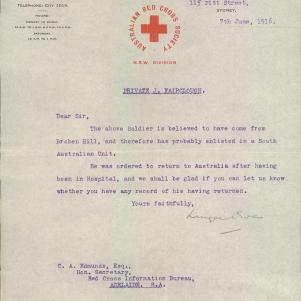 TELEPHONE: CITY 1204.
HOURS:
SATURDAY:
AUSTRALIAN RED CROSS SOCIETY
N.S.W. DIVISION
115 Pitt Street,
SYDNEY,
7th June, 1916.
PRIVATE J. FAIRCLOUGH.
Dear Sir,
The above Soldier is believed to have come from
Broken Hill, and therefore has probably enlisted in a South
Australian Unit.
He was ordered to return to Australia after having
been in Hospital, and we shall be glad if you can let us know
whether you have any record of his having returned.
Yours faithfully,
C. A. Edmunds, Esq.,
Hon. Secretary,
Red Cross Information Bureau,
ADELAIDE, S.A.